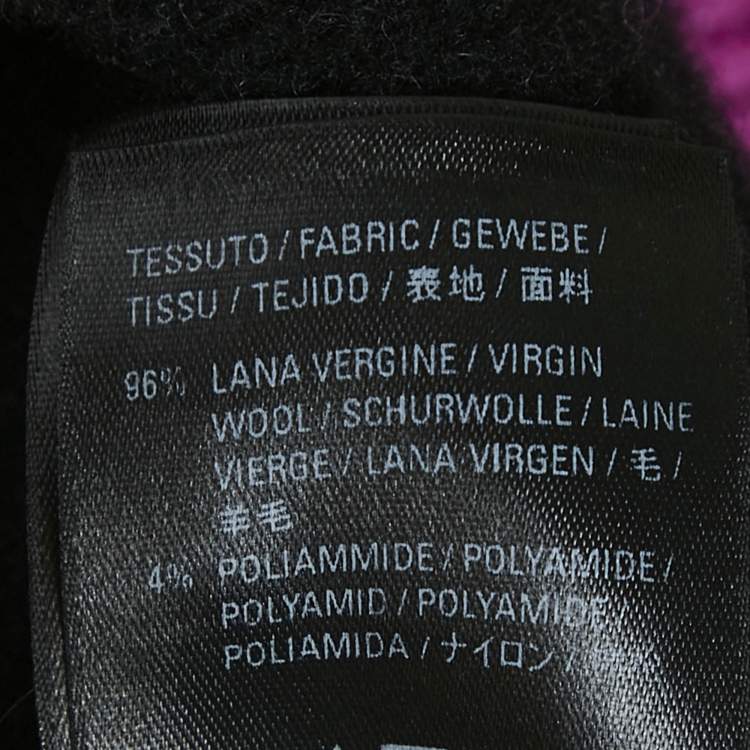 TESSUTO / FABRIC / GEWEBE /
TISSU / TEJIDO / 表地 / 面料
96% LANA VERGINE / VIRGIN
WOOL / SCHURWOLLE / LAINE
VIERGE / LANA VIRGEN / 毛 /
羊毛
4% POLIAMMIDE / POLYAMIDE /
POLYAMID / POLYAMIDE /
POLIAMIDA / ナイロン /